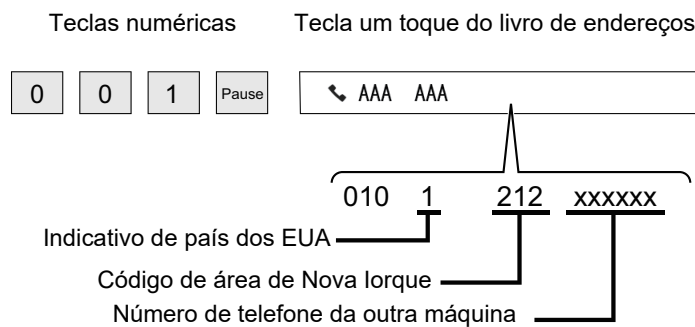 Teclas numéricas Tecla um toque do livro de endereços
0 0 1 Pause AAA AAA
010 1 212 xxxxxx
Indicativo de país dos EUA
Código de área de Nova Iorque
Número de telefone da outra máquina